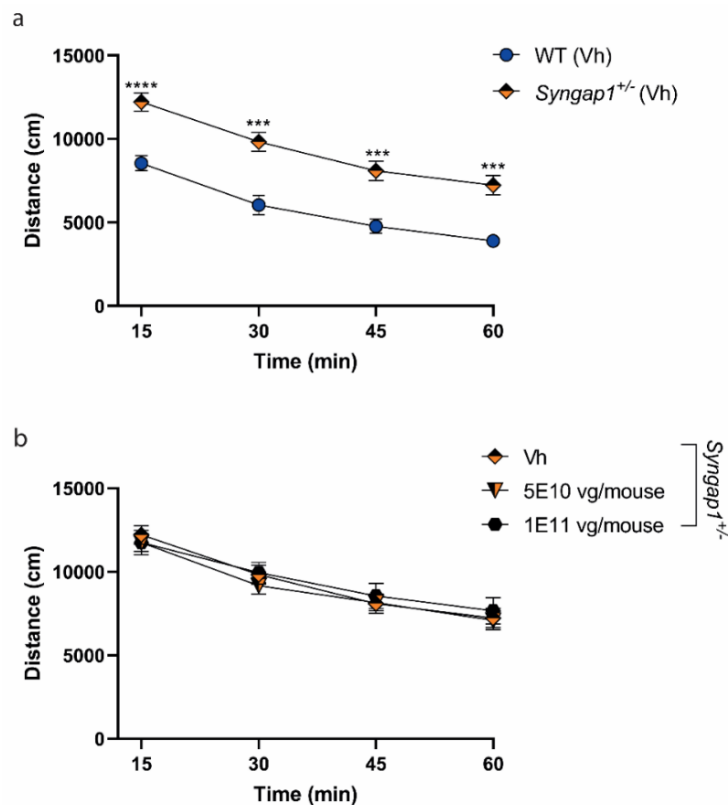 a
15000
10000
5000
0
Distance (cm)
****
***
***
***
15 30 45 60
Time (min)
WT (Vh)
Syngap1+/- (Vh)
b
15000
10000
5000
0
Distance (cm)
15 30 45 60
Time (min)
Vh
5E10 vg/mouse
1E11 vg/mouse
Syngap1+/-